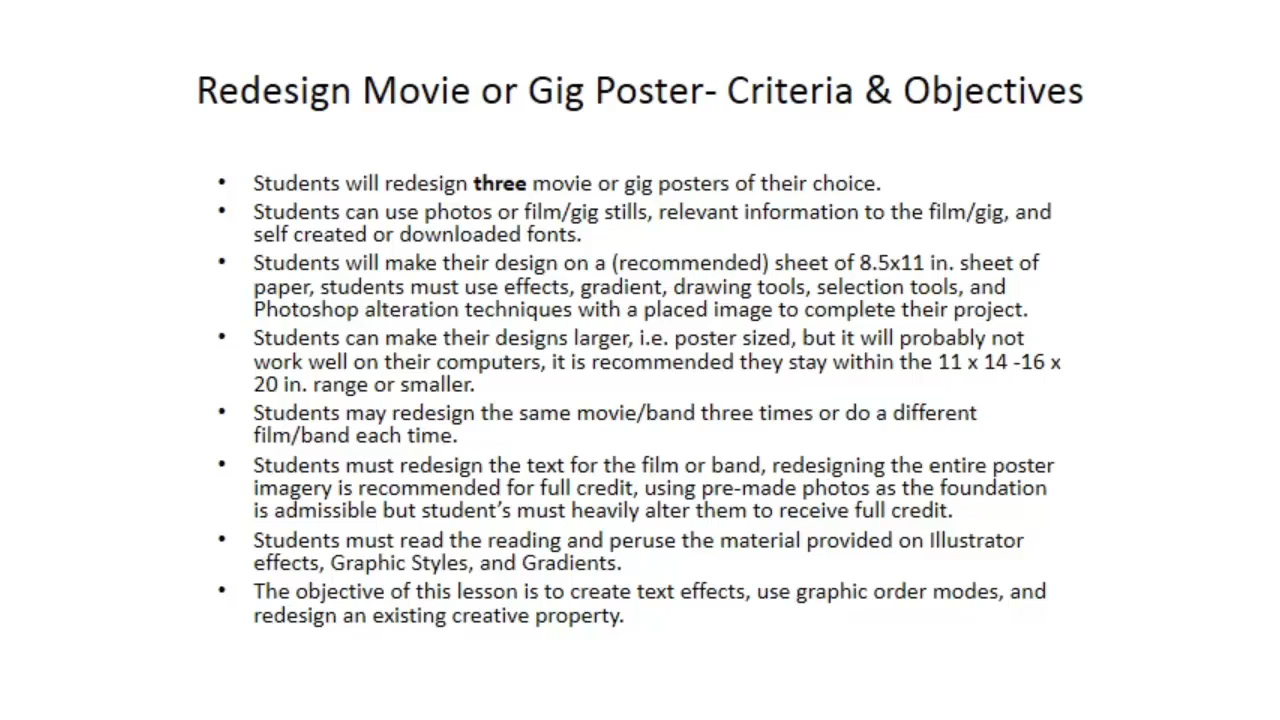 Redesign Movie or Gig Poster- Criteria & Objectives
• Students will redesign three movie or gig posters of their choice.
• Students can use photos or film/gig stills, relevant information to the film/gig, and
self created or downloaded fonts.
• Students will make their design on a (recommended) sheet of 8.5x11 in. sheet of
paper, students must use effects, gradient, drawing tools, selection tools, and
Photoshop alteration techniques with a placed image to complete their project.
• Students can make their designs larger, i.e. poster sized, but it will probably not
work well on their computers, it is recommended they stay within the 11 x 14 -16 x
20 in. range or smaller.
• Students may redesign the same movie/band three times or do a different
film/band each time.
• Students must redesign the text for the film or band, redesigning the entire poster
imagery is recommended for full credit, using pre-made photos as the foundation
is admissible but student’s must heavily alter them to receive full credit.
• Students must read the reading and peruse the material provided on Illustrator
effects, Graphic Styles, and Gradients.
• The objective of this lesson is to create text effects, use graphic order modes, and
redesign an existing creative property.